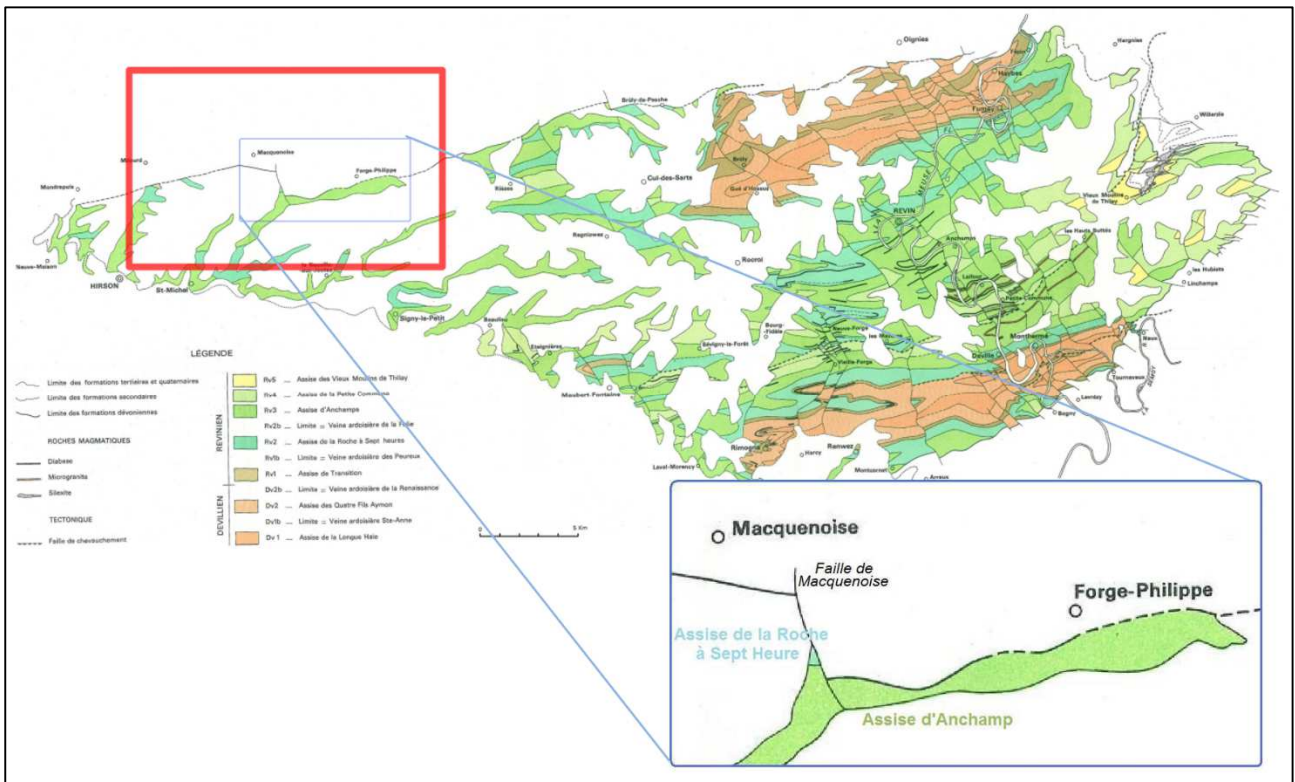 Oignies
Hargnies
Haybes
Fumay
Brûly-de-Pesche
Willerzie
Macquenoise
Forge-Philippe
Mondrepuis
Rièzes
Cul-des-Sarts
Brûly
Gué d'Hossus
Vieux Moulins
de Thilay
MEUSE
REVIN
Regniowez
Anchamps
les Hauts Buttés
Neuve-Maison
HIRSON
St-Michel
Rocroi
Laifour
Petite Commune
les Hublets
Linchamps
Signy-le-Petit
Beaulieu
Bourg-
Fidèle
Neuve-Forge
les Mazures
Monthermé
Etaignières
Sévigny-la-Forêt
Vieille-Forge
Deville
Naux
Tournavaux
SEMOY
Maubert-Fontaine
Levrézy
Bogny
Rimogne
Harcy
Renwez
Laval-Morency
Montcornet
Arreux
LÉGENDE
Limite des formations tertiaires et quaternaires
Limite des formations secondaires
Limite des formations dévoniennes
ROCHES MAGMATIQUES
Diabase
Microgranite
Silexite
TECTONIQUE
Faille de chevauchement
REVINIEN
DEVILLIEN
Rv5 ... Assise des Vieux Moulins de Thilay
Rv4 ... Assise de la Petite Commune
Rv3 ... Assise d'Anchamps
Rv2b ... Limite = Veine ardoisière de la Folie
Rv2 ... Assise de la Roche à Sept heures
Rv1b ... Limite = Veine ardoisière des Peureux
Rv1 ... Assise de Transition
Dv2b ... Limite = Veine ardoisière de la Renaissance
Dv2 ... Assise des Quatre Fils Aymon
Dv1b ... Limite = Veine ardoisière Ste-Anne
Dv1 ... Assise de la Longue Haie
0 5 Km
Macquenoise
Faille de
Macquenoise
Forge-Philippe
Assise de la Roche
à Sept Heure
Assise d'Anchamp